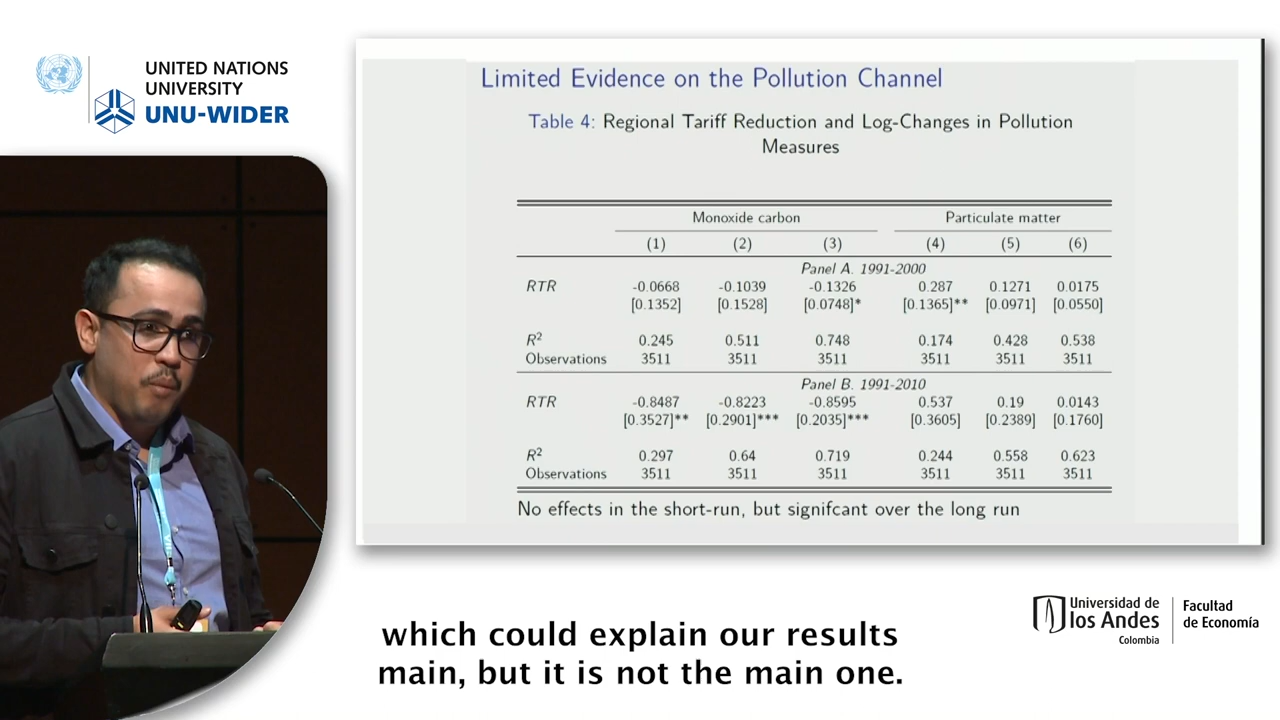 UNITED NATIONS
UNIVERSITY
UNU-WIDER
Limited Evidence on the Pollution Channel
Table 4: Regional Tariff Reduction and Log-Changes in Pollution
Measures
Monoxide carbon Particulate matter
(1) (2) (3) (4) (5) (6)
Panel A. 1991-2000
RTR -0.0668 -0.1039 -0.1326 0.287 0.1271 0.0175
[0.1352] [0.1528] [0.0748]* [0.1365]** [0.0971] [0.0550]
R² 0.245 0.511 0.748 0.174 0.428 0.538
Observations 3511 3511 3511 3511 3511 3511
Panel B. 1991-2010
RTR -0.8487 -0.8223 -0.8595 0.537 0.19 0.0143
[0.3527]** [0.2901]*** [0.2035]*** [0.3605] [0.2389] [0.1760]
R² 0.297 0.64 0.719 0.244 0.558 0.623
Observations 3511 3511 3511 3511 3511 3511
No effects in the short-run, but signifcant over the long run
which could explain our results
main, but it is not the main one.
Universidad de
los Andes
Colombia
Facultad
de Economía